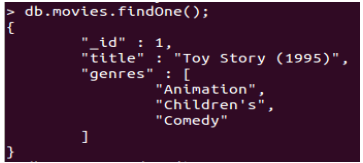 > db.movies.findOne();
{
        "_id" : 1,
        "title" : "Toy Story (1995)",
        "genres" : [
                "Animation",
                "Children's",
                "Comedy"
        ]
}